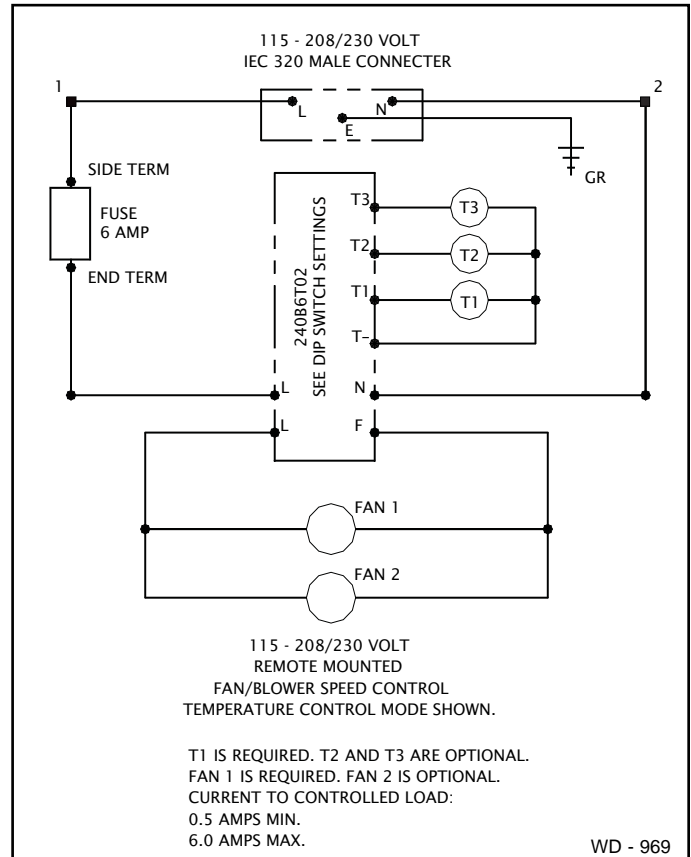 115 - 208/230 VOLT
IEC 320 MALE CONNECTER
1
2
L
N
E
GR
SIDE TERM
FUSE
6 AMP
END TERM
240B6T02
SEE DIP SWITCH SETTINGS
T3
T3
T2
T2
T1
T1
T-
L
N
L
F
FAN 1
FAN 2
115 - 208/230 VOLT
REMOTE MOUNTED
FAN/BLOWER SPEED CONTROL
TEMPERATURE CONTROL MODE SHOWN.
T1 IS REQUIRED. T2 AND T3 ARE OPTIONAL.
FAN 1 IS REQUIRED. FAN 2 IS OPTIONAL.
CURRENT TO CONTROLLED LOAD:
0.5 AMPS MIN.
6.0 AMPS MAX.
WD - 969